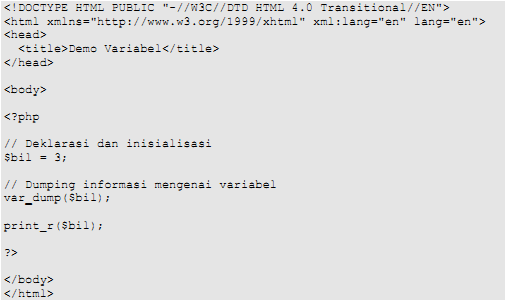 <!DOCTYPE HTML PUBLIC "-//W3C//DTD HTML 4.0 Transitional//EN">
<html xmlns="http://www.w3.org/1999/xhtml" xml:lang="en" lang="en">
<head>
  <title>Demo Variabel</title>
</head>

<body>

<?php

// Deklarasi dan inisialisasi
$bil = 3;

// Dumping informasi mengenai variabel
var_dump($bil);

print_r($bil);

?>

</body>
</html>